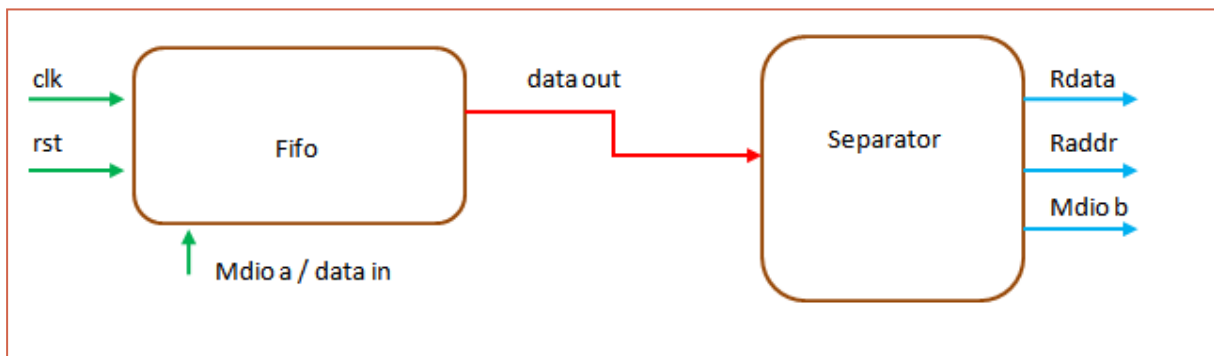 clk
rst
Fifo
Mdio a / data in
data out
Separator
Rdata
Raddr
Mdio b